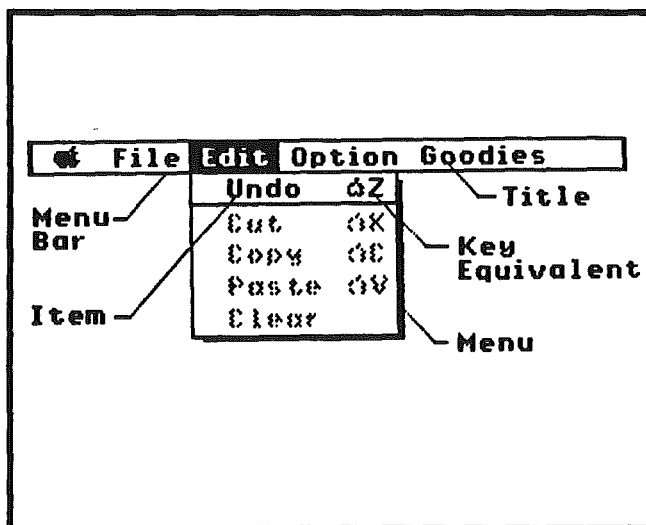 File Edit Option Goodies
Undo Z
Title
Menu
Bar
Cut X
Copy C
Key
Equivalent
Paste V
Item
Clear
Menu